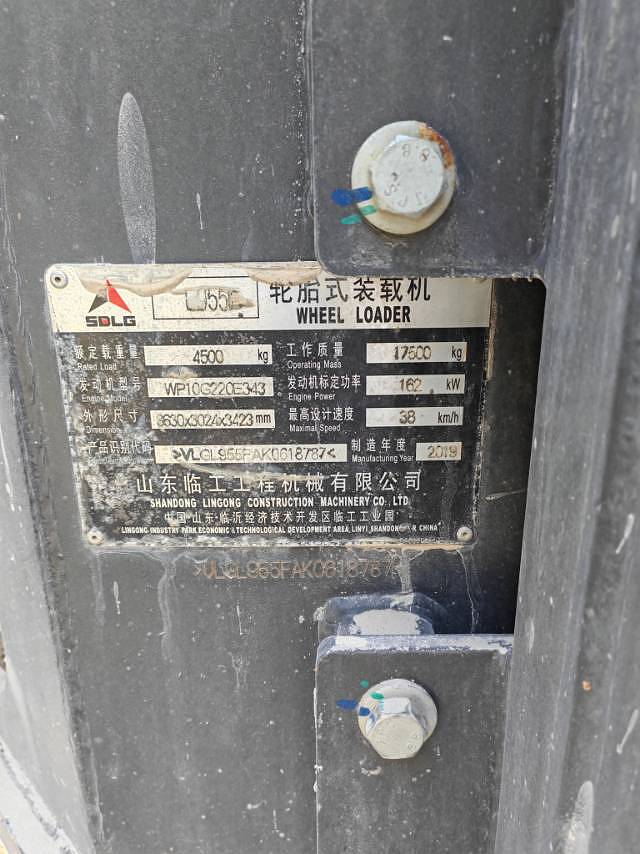 8.8
SDLG
轮胎式装载机
WHEEL LOADER
额定载重量 4500 kg 工作质量 17500 kg
Rated Load Operating Mass
发动机型号 WP10G220E343 发动机标定功率 162 kW
Engine Model Engine Power
外形尺寸 8630x3024x3423 mm 最高设计速度 38 km/h
Dimension Maximal Speed
产品识别代码 >VLGL955FAK0618787< 制造年度 2019
Manufacturing Year
山东临工工程机械有限公司
SHANDONG LINGONG CONSTRUCTION MACHINERY CO., LTD
中国·山东·临沂经济技术开发区临工工业园
LINGONG INDUSTRY PARK,ECONOMIC & TECHNOLOGICAL DEVELOPMENT AREA, LINYI, SHANDONG CHINA
>VLGL955FAK0618787